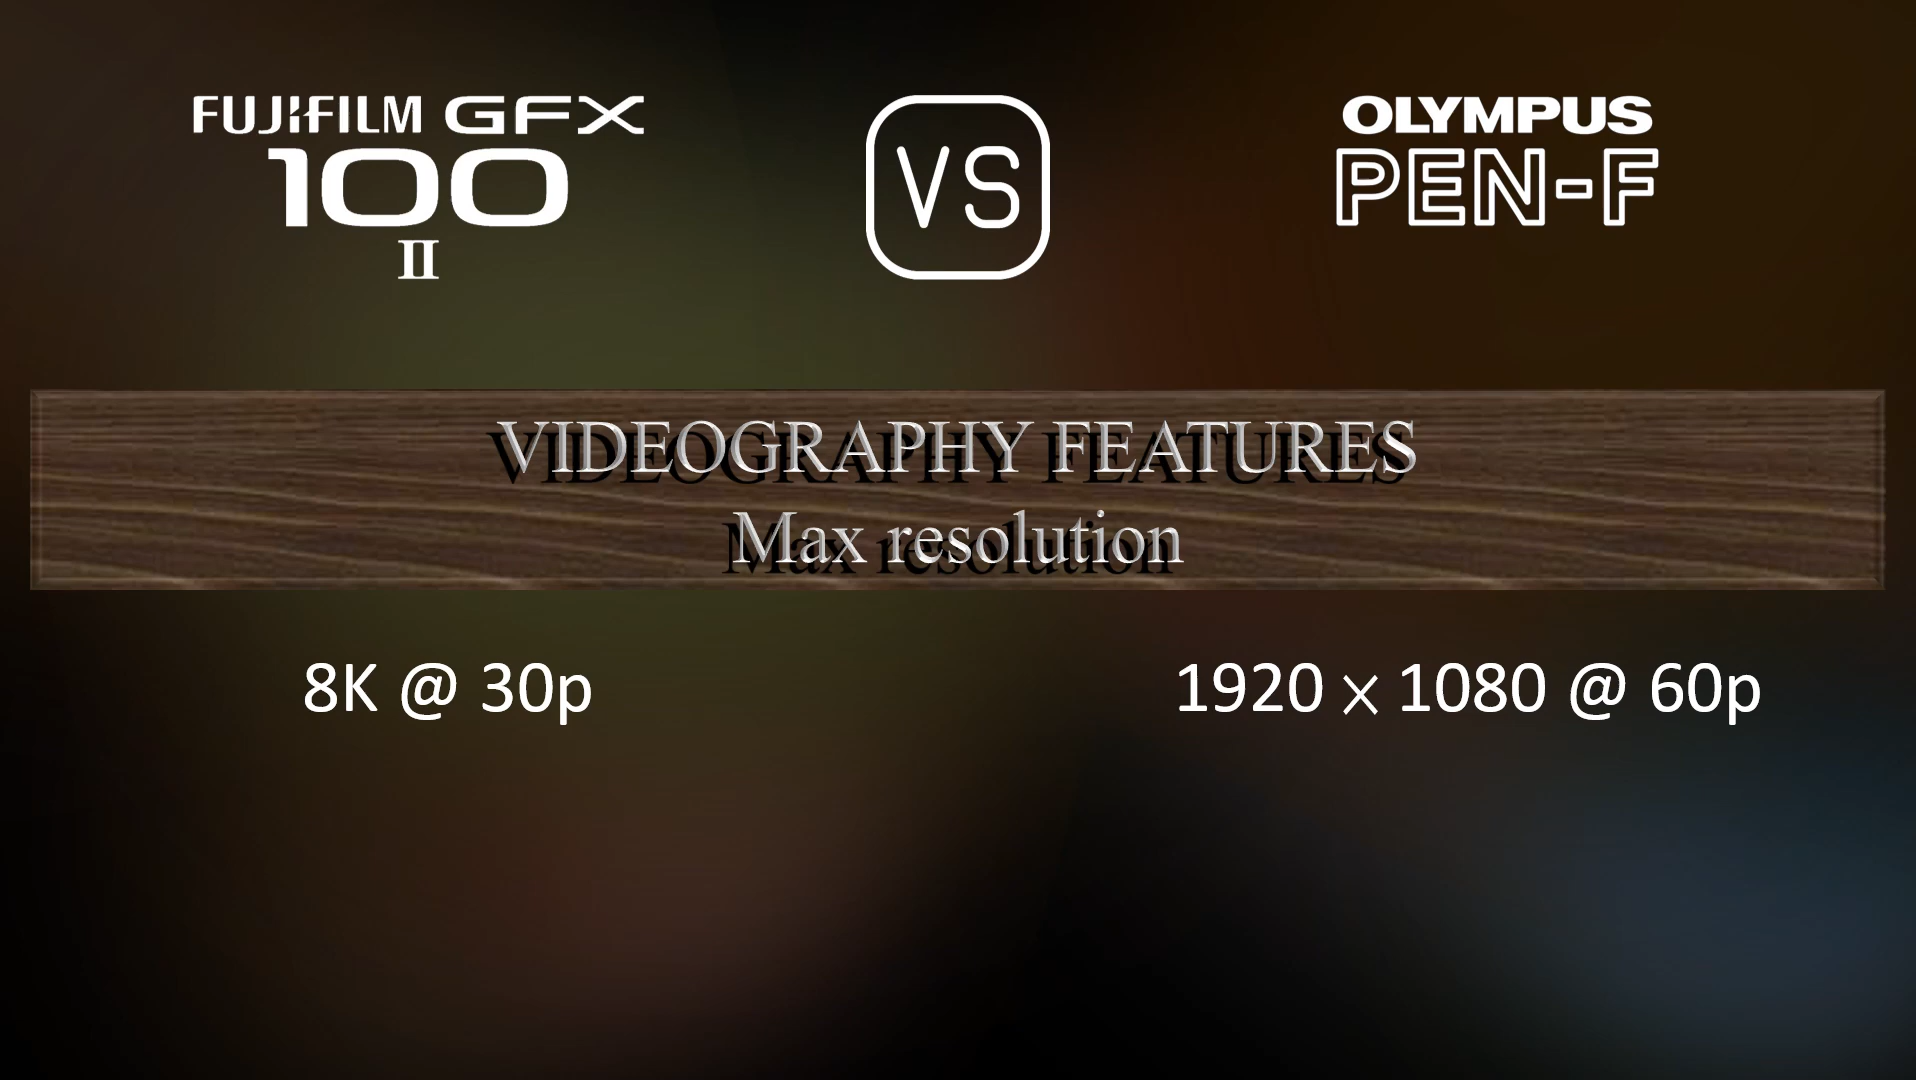 FUJIFILM GFX
100
II
VS
OLYMPUS
PEN-F
VIDEOGRAPHY FEATURES
Max resolution
8K @ 30p
1920 x 1080 @ 60p